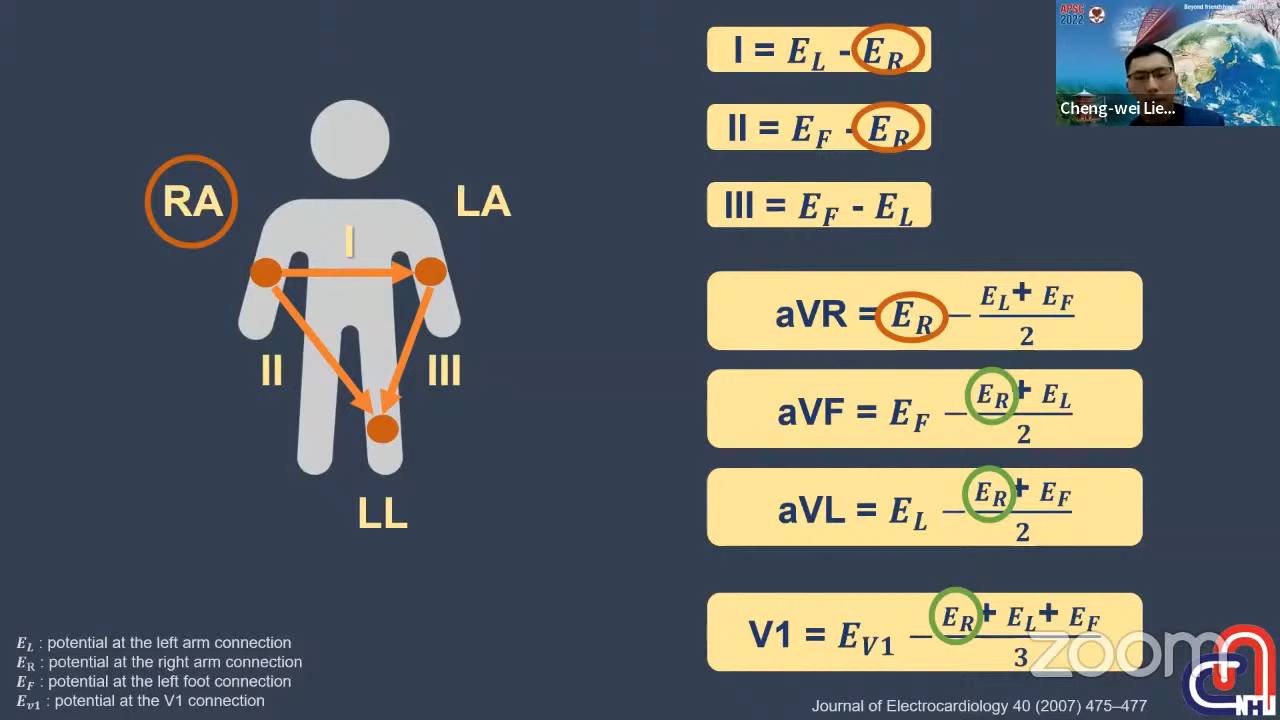 I = E_L - E_R
II = E_F - E_R
III = E_F - E_L
RA
LA
I
II
III
LL
aVR = E_R − (E_L + E_F)/2
aVF = E_F − (E_R + E_L)/2
aVL = E_L − (E_R + E_F)/2
V1 = E_V1 − (E_R + E_L + E_F)/3
E_L : potential at the left arm connection
E_R : potential at the right arm connection
E_F : potential at the left foot connection
E_v1 : potential at the V1 connection
Journal of Electrocardiology 40 (2007) 475–477
zoom
NHU
APSC
2022
Beyond friendship
Cheng-wei Lie...